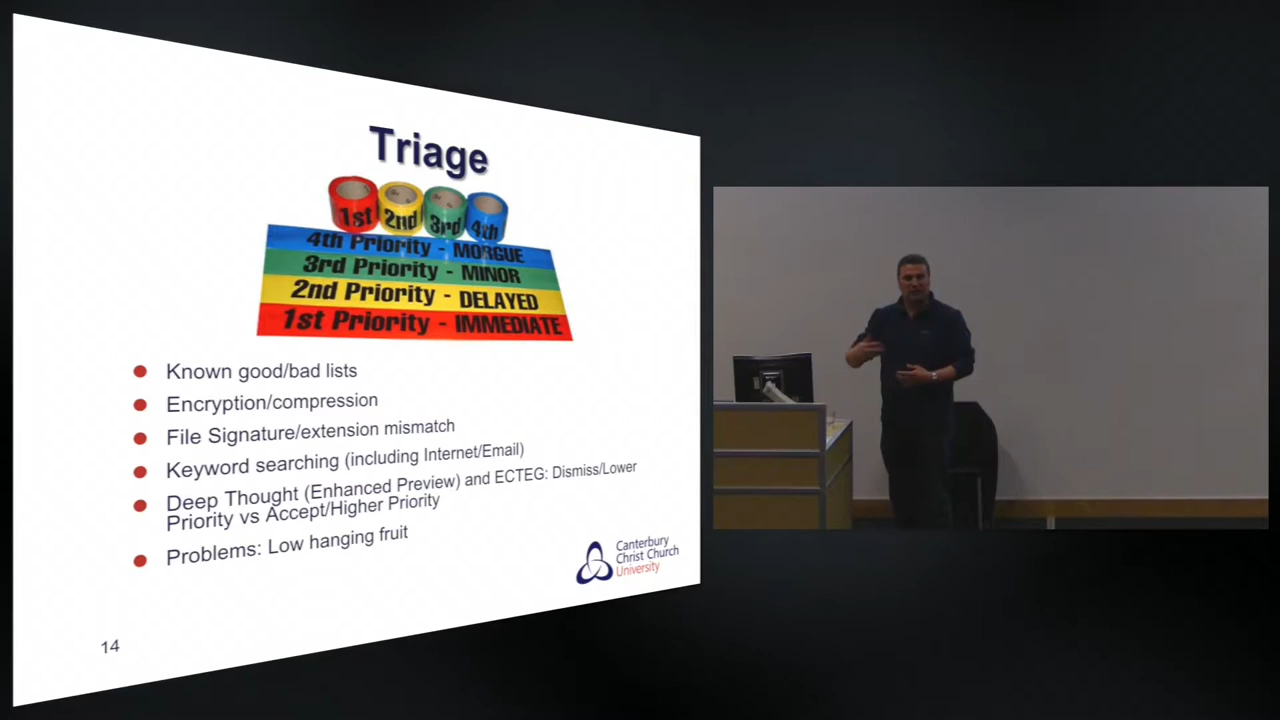 Triage
1st 2nd 3rd 4th
4th Priority - MORGUE
3rd Priority - MINOR
2nd Priority - DELAYED
1st Priority - IMMEDIATE
Known good/bad lists
Encryption/compression
File Signature/extension mismatch
Keyword searching (including Internet/Email)
Deep Thought (Enhanced Preview) and ECTEG: Dismiss/Lower
Priority vs Accept/Higher Priority
Problems: Low hanging fruit
Canterbury
Christ Church
University
14